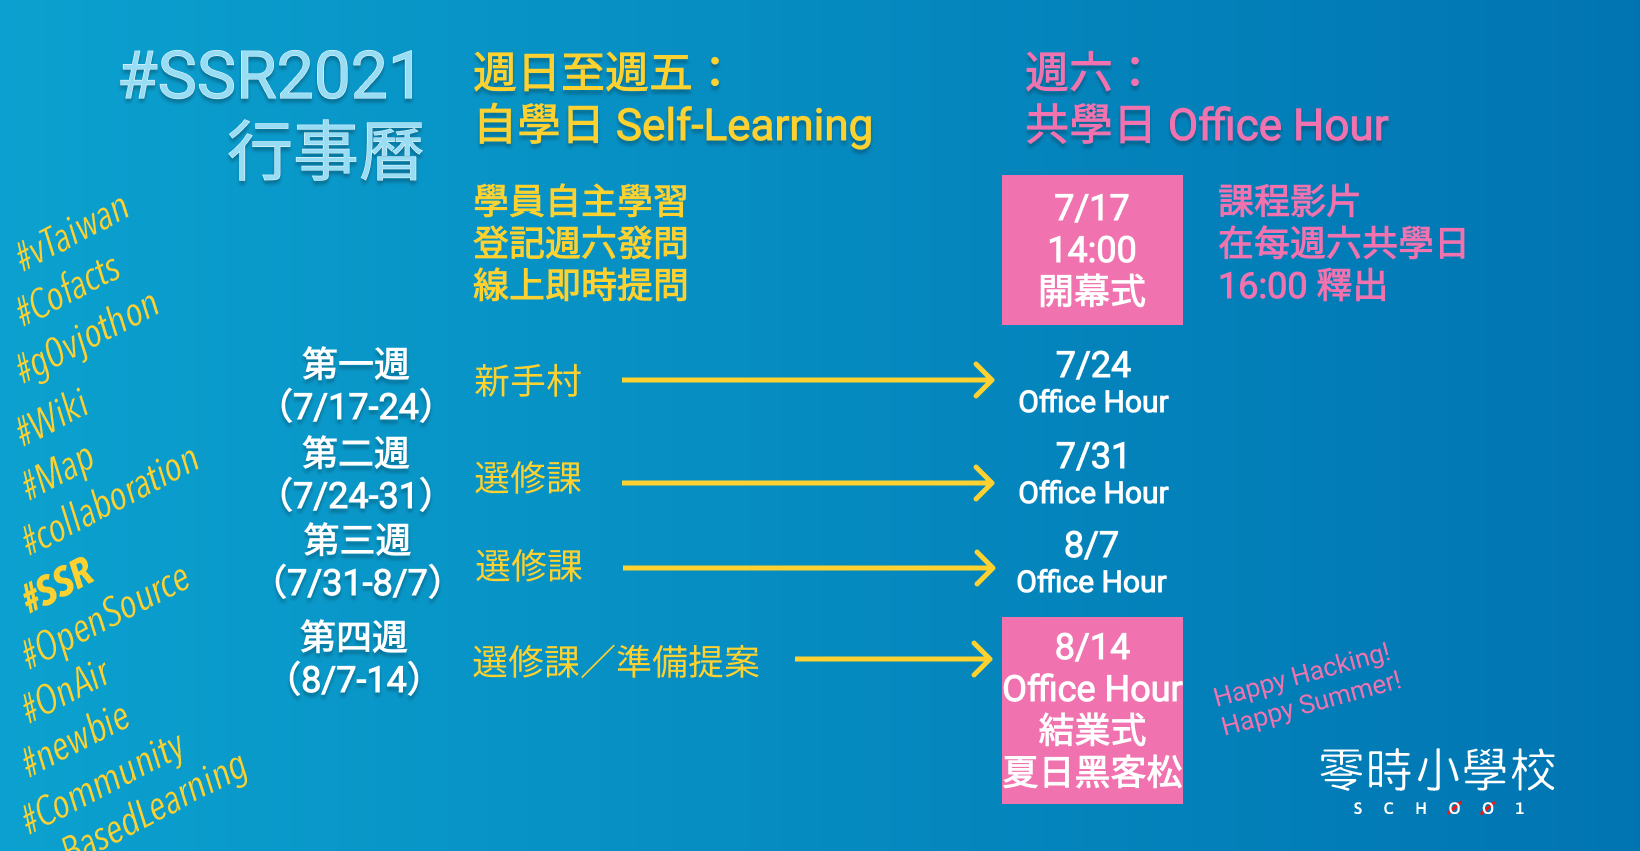 #SSR2021
行事曆
週日至週五：
自學日 Self-Learning
週六：
共學日 Office Hour
學員自主學習
登記週六發問
線上即時提問
7/17
14:00
開幕式
課程影片
在每週六共學日
16:00 釋出
第一週
（7/17-24）
新手村
7/24
Office Hour
第二週
（7/24-31）
選修課
7/31
Office Hour
第三週
（7/31-8/7）
選修課
8/7
Office Hour
第四週
（8/7-14）
選修課／準備提案
8/14
Office Hour
結業式
夏日黑客松
#vTaiwan
#Cofacts
#g0vjothon
#Wiki
#Map
#collaboration
#SSR
#OpenSource
#OnAir
#newbie
#Community
BasedLearning
Happy Hacking!
Happy Summer!
零時小學校
SCHOO1